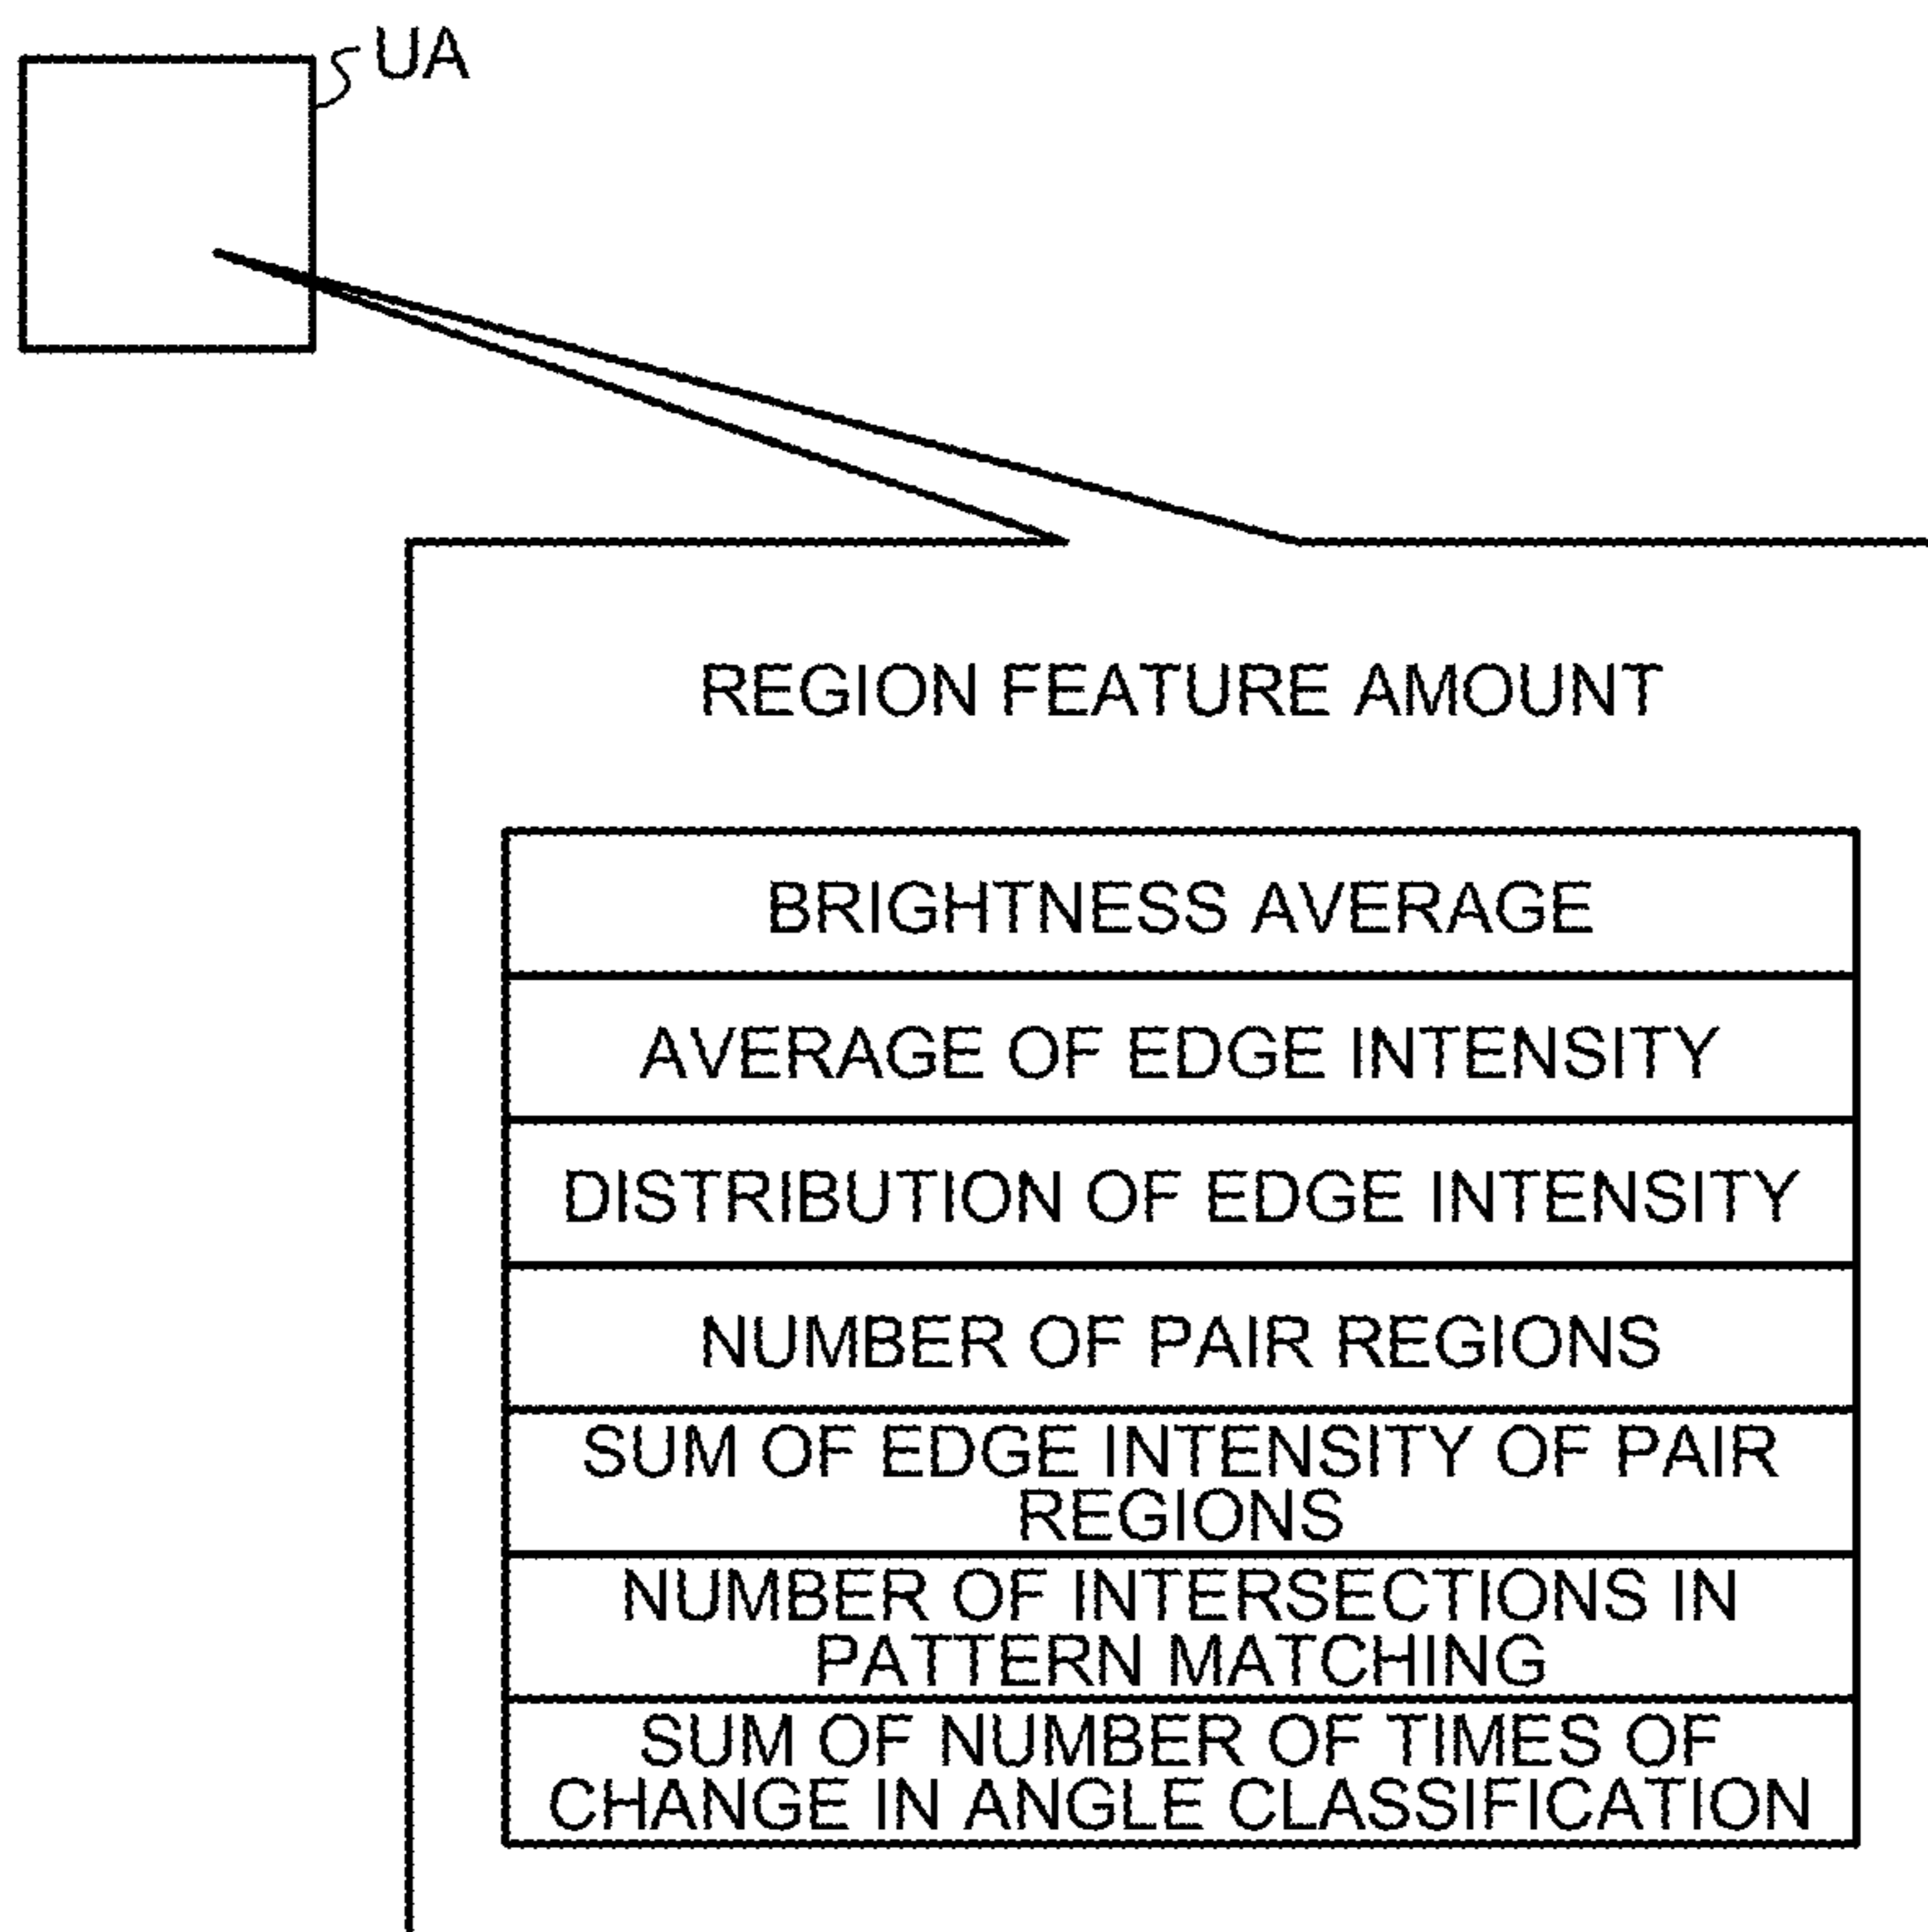 UA
REGION FEATURE AMOUNT
BRIGHTNESS AVERAGE
AVERAGE OF EDGE INTENSITY
DISTRIBUTION OF EDGE INTENSITY
NUMBER OF PAIR REGIONS
SUM OF EDGE INTENSITY OF PAIR
REGIONS
NUMBER OF INTERSECTIONS IN
PATTERN MATCHING
SUM OF NUMBER OF TIMES OF
CHANGE IN ANGLE CLASSIFICATION